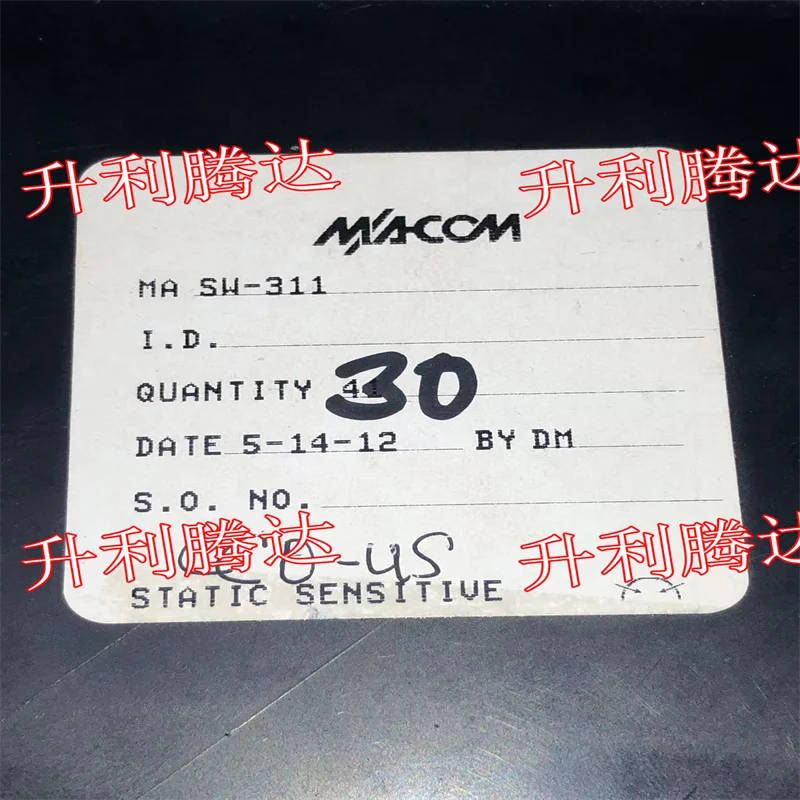 升利腾达 升利腾达
M/A-COM
MA SW-311
I.D.
QUANTITY 30
DATE 5-14-12 BY DM
S.O. NO.
升利腾达 升利腾达
STATIC SENSITIVE